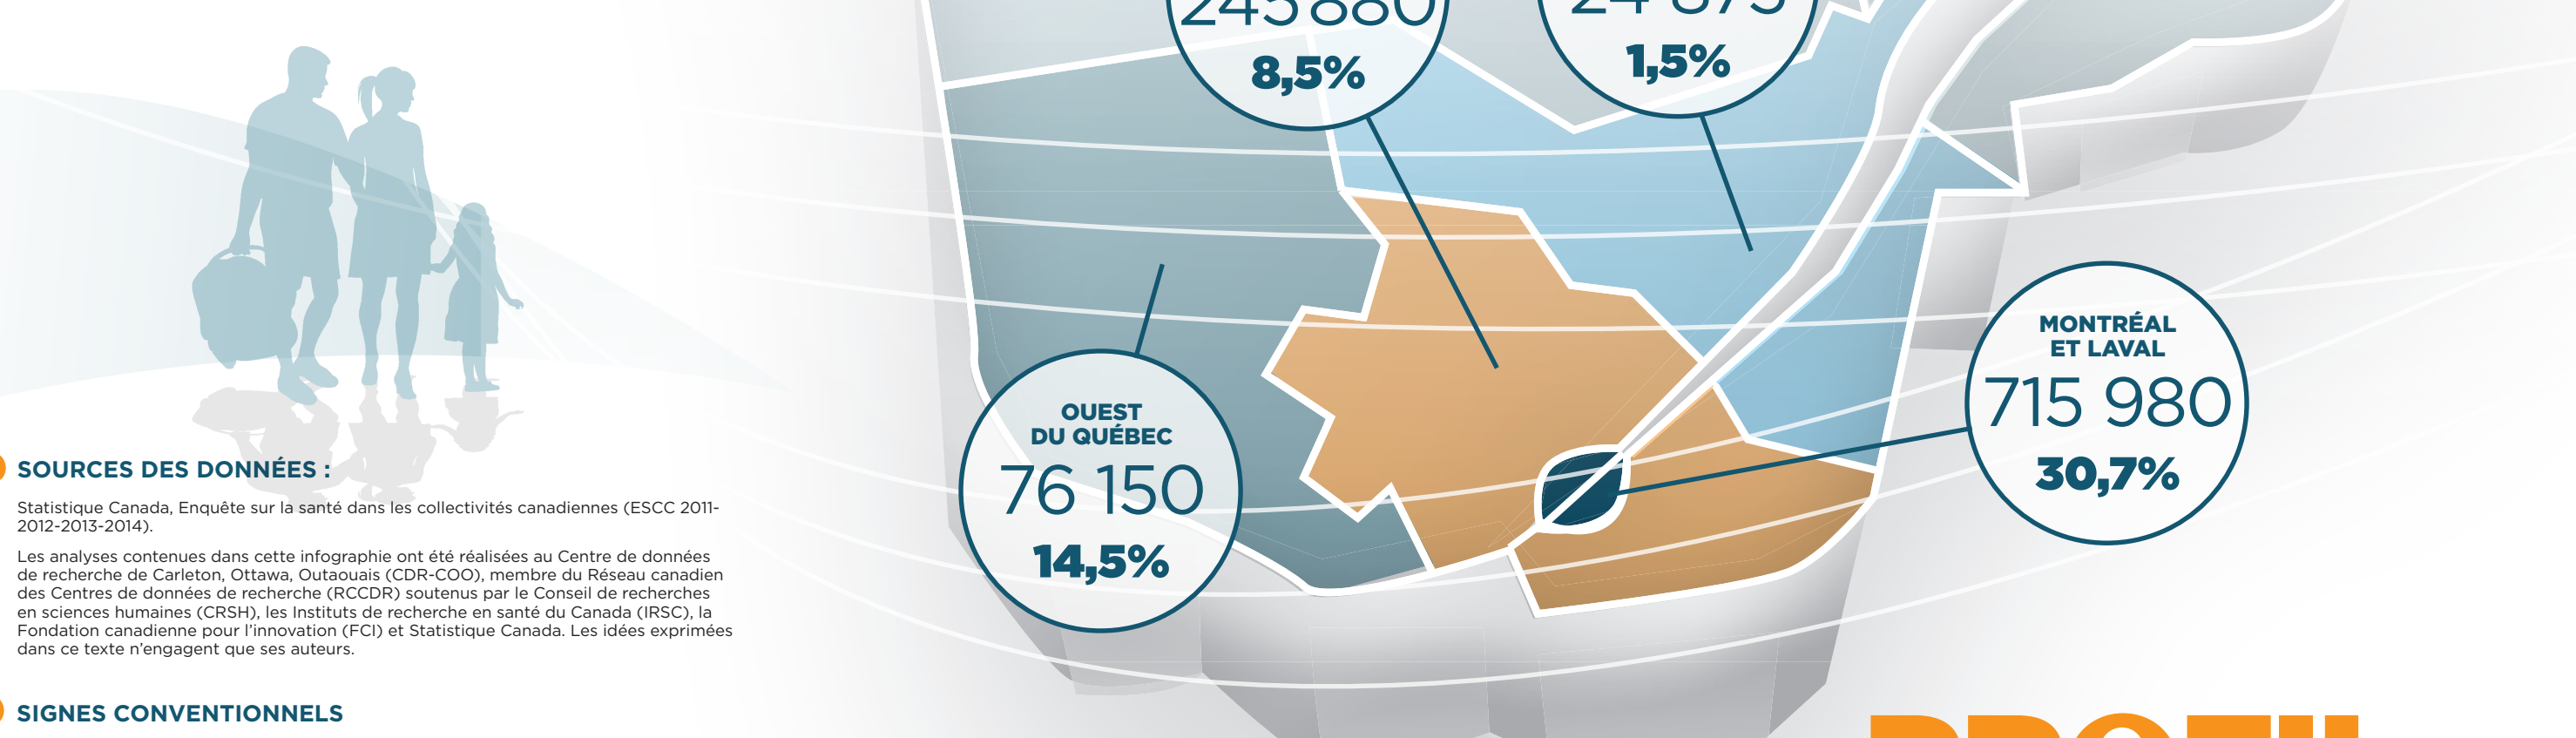 245 880
8,5%
24 875
1,5%
MONTRÉAL
ET LAVAL
715 980
30,7%
OUEST
DU QUÉBEC
76 150
14,5%
SOURCES DES DONNÉES :
Statistique Canada, Enquête sur la santé dans les collectivités canadiennes (ESCC 2011-
2012-2013-2014).
Les analyses contenues dans cette infographie ont été réalisées au Centre de données
de recherche de Carleton, Ottawa, Outaouais (CDR-COO), membre du Réseau canadien
des Centres de données de recherche (RCCDR) soutenus par le Conseil de recherches
en sciences humaines (CRSH), les Instituts de recherche en santé du Canada (IRSC), la
Fondation canadienne pour l’innovation (FCI) et Statistique Canada. Les idées exprimées
dans ce texte n’engagent que ses auteurs.
SIGNES CONVENTIONNELS
PROFIL